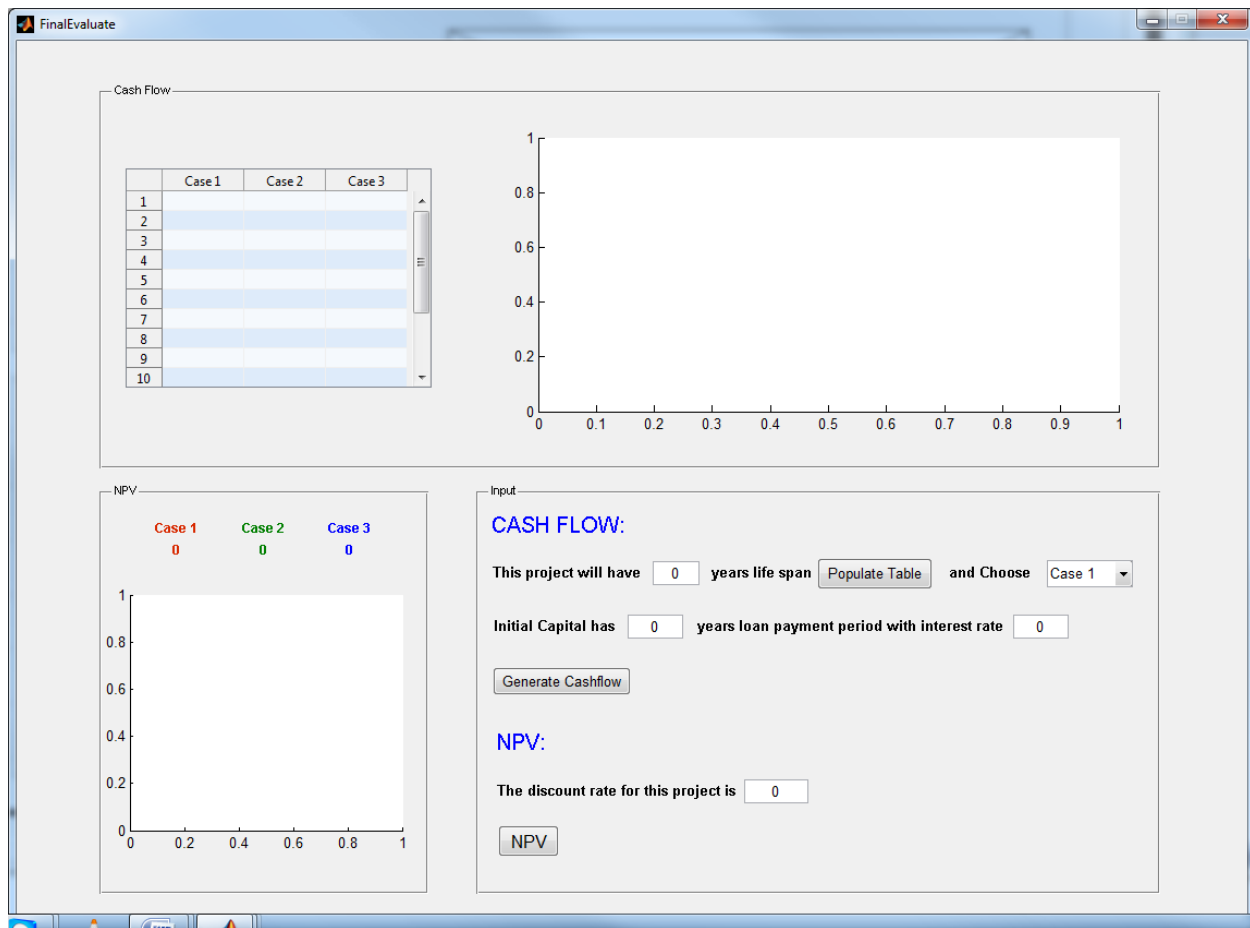 FinalEvaluate
Cash Flow
Case 1 Case 2 Case 3
1
2
3
4
5
6
7
8
9
10
1
0.8
0.6
0.4
0.2
0
0 0.1 0.2 0.3 0.4 0.5 0.6 0.7 0.8 0.9 1
NPV
Case 1 Case 2 Case 3
0 0 0
1
0.8
0.6
0.4
0.2
0
0 0.2 0.4 0.6 0.8 1
Input
CASH FLOW:
This project will have 0 years life span Populate Table and Choose Case 1
Initial Capital has 0 years loan payment period with interest rate 0
Generate Cashflow
NPV:
The discount rate for this project is 0
NPV